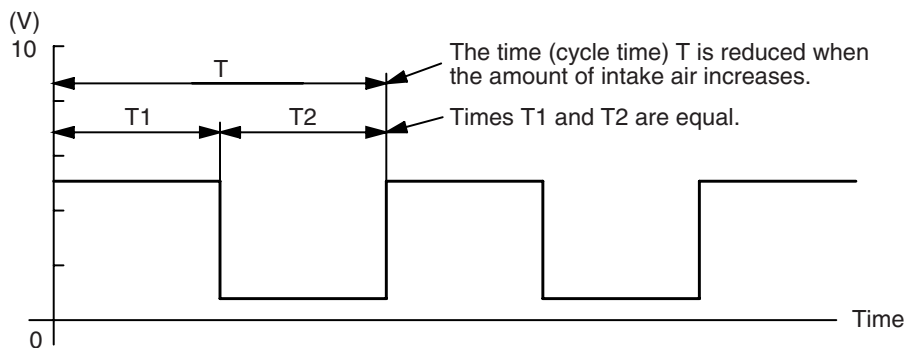 (V)
10
T
The time (cycle time) T is reduced when
the amount of intake air increases.
T1
T2
Times T1 and T2 are equal.
Time
0